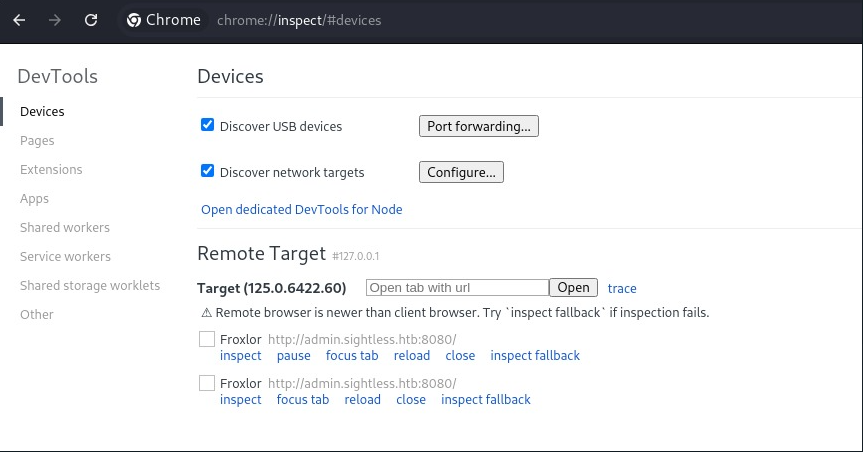 Chrome chrome://inspect/#devices
DevTools
Devices
Pages
Extensions
Apps
Shared workers
Service workers
Shared storage worklets
Other
Devices
Discover USB devices Port forwarding...
Discover network targets Configure...
Open dedicated DevTools for Node
Remote Target #127.0.0.1
Target (125.0.6422.60) Open tab with url Open trace
⚠ Remote browser is newer than client browser. Try `inspect fallback` if inspection fails.
Froxlor http://admin.sightless.htb:8080/
inspect pause focus tab reload close inspect fallback
Froxlor http://admin.sightless.htb:8080/
inspect focus tab reload close inspect fallback